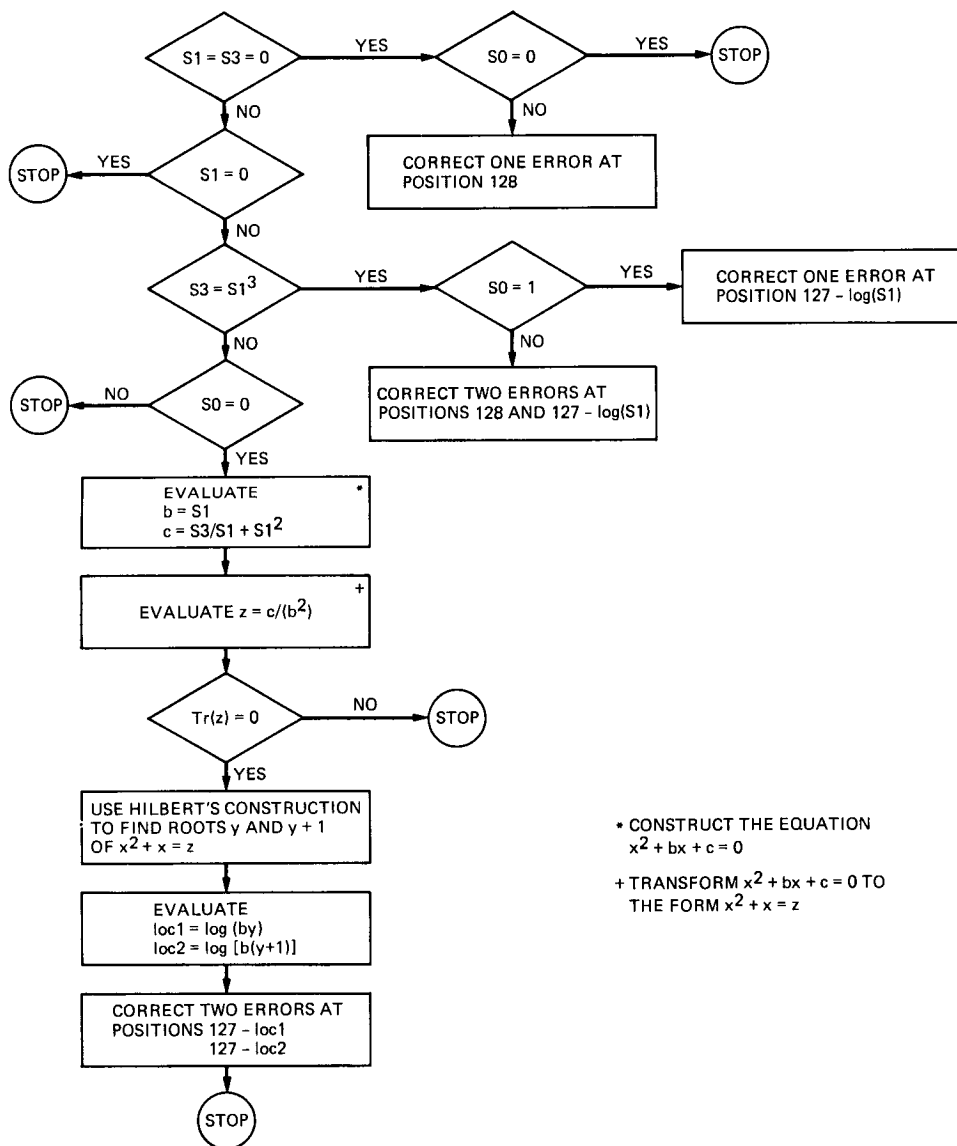 S1 = S3 = 0
YES
S0 = 0
YES
STOP
NO
NO
CORRECT ONE ERROR AT
POSITION 128
STOP
YES
S1 = 0
NO
S3 = S1³
YES
S0 = 1
YES
CORRECT ONE ERROR AT
POSITION 127 – log(S1)
NO
NO
CORRECT TWO ERRORS AT
POSITIONS 128 AND 127 – log(S1)
STOP
NO
S0 = 0
YES
EVALUATE *
b = S1
c = S3/S1 + S1²
+
EVALUATE z = c/(b²)
Tr(z) = 0
NO
STOP
YES
USE HILBERT'S CONSTRUCTION
TO FIND ROOTS y AND y + 1
OF x² + x = z
* CONSTRUCT THE EQUATION
x² + bx + c = 0
+ TRANSFORM x² + bx + c = 0 TO
THE FORM x² + x = z
EVALUATE
loc1 = log (by)
loc2 = log [b(y+1)]
CORRECT TWO ERRORS AT
POSITIONS 127 – loc1
127 – loc2
STOP